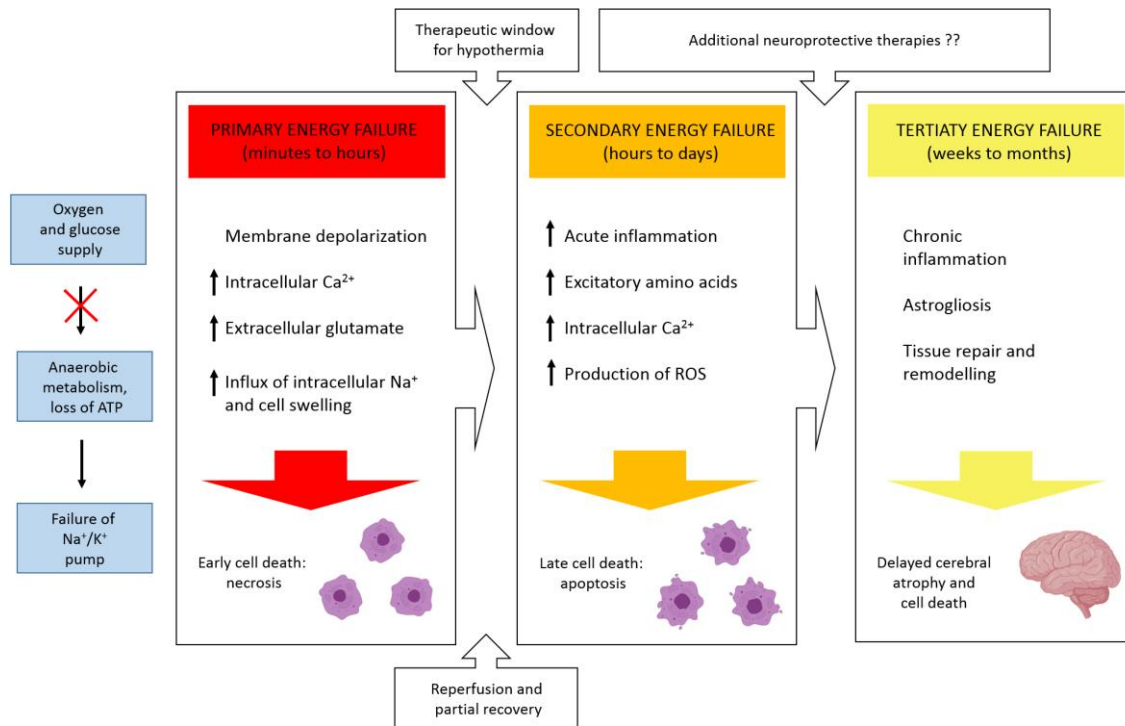 Therapeutic window
for hypothermia
Additional neuroprotective therapies ??
PRIMARY ENERGY FAILURE
(minutes to hours)
SECONDARY ENERGY FAILURE
(hours to days)
TERTIATY ENERGY FAILURE
(weeks to months)
Oxygen
and glucose
supply
Anaerobic
metabolism,
loss of ATP
Failure of
Na⁺/K⁺
pump
Membrane depolarization
Intracellular Ca²⁺
Extracellular glutamate
Influx of intracellular Na⁺
and cell swelling
Early cell death:
necrosis
Acute inflammation
Excitatory amino acids
Intracellular Ca²⁺
Production of ROS
Late cell death:
apoptosis
Chronic
inflammation
Astrogliosis
Tissue repair and
remodelling
Delayed cerebral
atrophy and
cell death
Reperfusion and
partial recovery